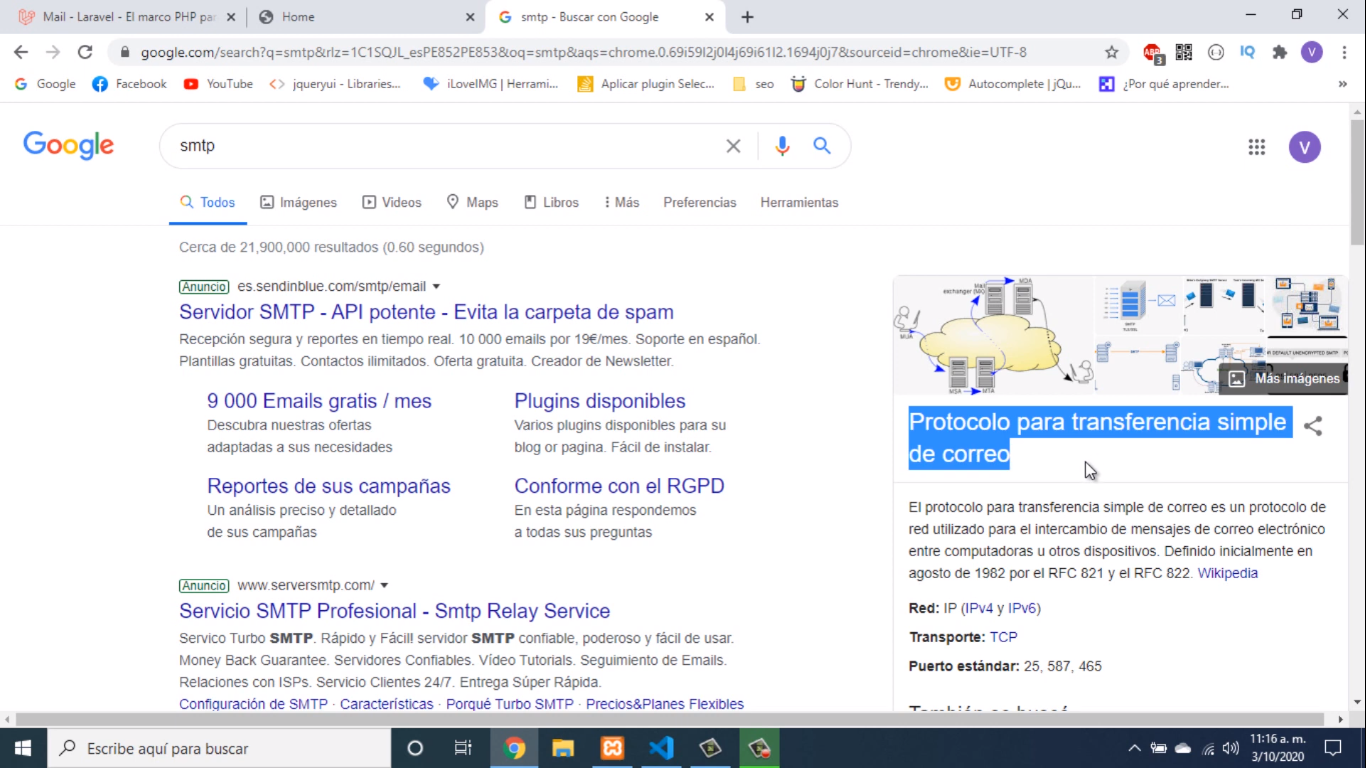 Mail - Laravel - El marco PHP pa
Home
smtp - Buscar con Google
google.com/search?q=smtp&rlz=1C1SQJL_esPE852PE853&oq=smtp&aqs=chrome.0.69i59l2j0l4j69i61l2.1694j0j7&sourceid=chrome&ie=UTF-8
ABP
3
IQ
V
Google
Facebook
YouTube
jqueryui - Libraries...
iLoveIMG | Herrami...
Aplicar plugin Selec...
seo
Color Hunt - Trendy...
Autocomplete | jQu...
¿Por qué aprender...
Google
smtp
V
Todos
Imágenes
Videos
Maps
Libros
Más
Preferencias
Herramientas
Cerca de 21,900,000 resultados (0.60 segundos)
Anuncio es.sendinblue.com/smtp/email
Servidor SMTP - API potente - Evita la carpeta de spam
Recepción segura y reportes en tiempo real. 10 000 emails por 19€/mes. Soporte en español.
Plantillas gratuitas. Contactos ilimitados. Oferta gratuita. Creador de Newsletter.
9 000 Emails gratis / mes
Descubra nuestras ofertas
adaptadas a sus necesidades
Plugins disponibles
Varios plugins disponibles para su
blog or pagina. Fácil de instalar.
Reportes de sus campañas
Un análisis preciso y detallado
de sus campañas
Conforme con el RGPD
En esta página respondemos
a todas sus preguntas
Anuncio www.serversmtp.com/
Servicio SMTP Profesional - Smtp Relay Service
Servico Turbo SMTP. Rápido y Fácil! servidor SMTP confiable, poderoso y fácil de usar.
Money Back Guarantee. Servidores Confiables. Vídeo Tutorials. Seguimiento de Emails.
Relaciones con ISPs. Servicio Clientes 24/7. Entrega Súper Rápida.
Configuración de SMTP · Características · Porqué Turbo SMTP · Precios&Planes Flexibles
Mail
exchanger (MX)
MDA
MUA
MSA
MTA
Más imágenes
Protocolo para transferencia simple
de correo
El protocolo para transferencia simple de correo es un protocolo de
red utilizado para el intercambio de mensajes de correo electrónico
entre computadoras u otros dispositivos. Definido inicialmente en
agosto de 1982 por el RFC 821 y el RFC 822. Wikipedia
Red: IP (IPv4 y IPv6)
Transporte: TCP
Puerto estándar: 25, 587, 465
Escribe aquí para buscar
11:16 a. m.
3/10/2020